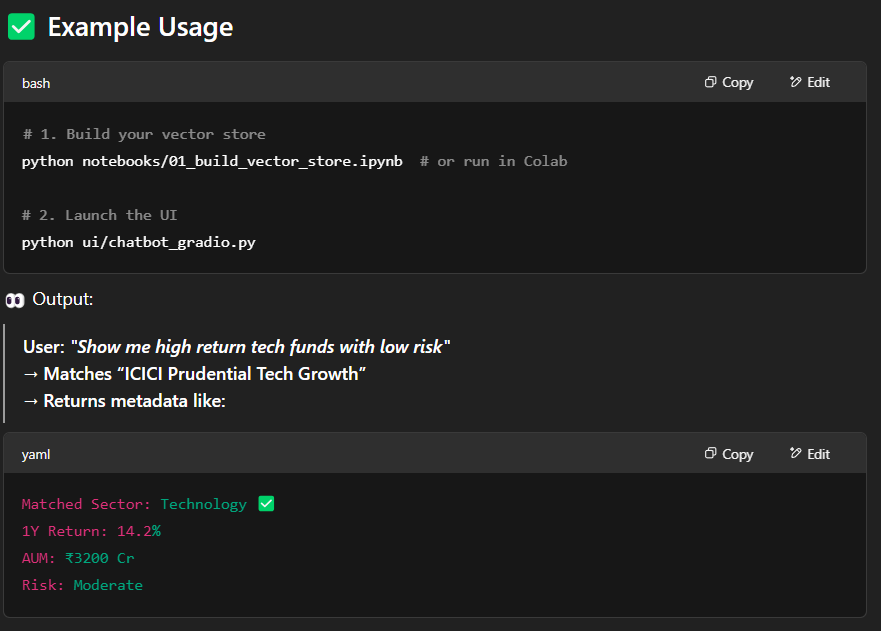 ✅ Example Usage
bash
Copy
Edit
# 1. Build your vector store
python notebooks/01_build_vector_store.ipynb  # or run in Colab
# 2. Launch the UI
python ui/chatbot_gradio.py
👀 Output:
User: "Show me high return tech funds with low risk"
→ Matches “ICICI Prudential Tech Growth”
→ Returns metadata like:
yaml
Copy
Edit
Matched Sector: Technology ✅
1Y Return: 14.2%
AUM: ₹3200 Cr
Risk: Moderate